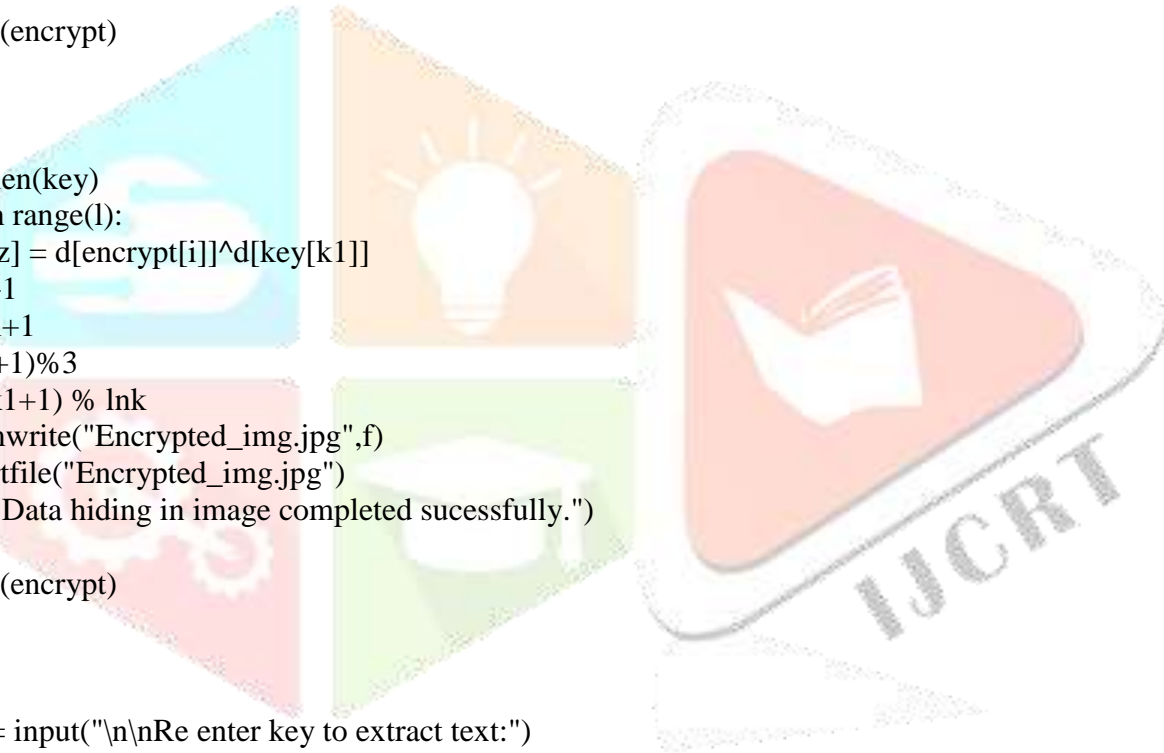 (encrypt)
en(key)
n range(l):
z] = d[encrypt[i]]^d[key[k1]]
1
+1
+1)%3
1+1) % lnk
nwrite("Encrypted_img.jpg",f)
rtfile("Encrypted_img.jpg")
Data hiding in image completed sucessfully.")
(encrypt)
= input("\n\nRe enter key to extract text:")
IJCRT